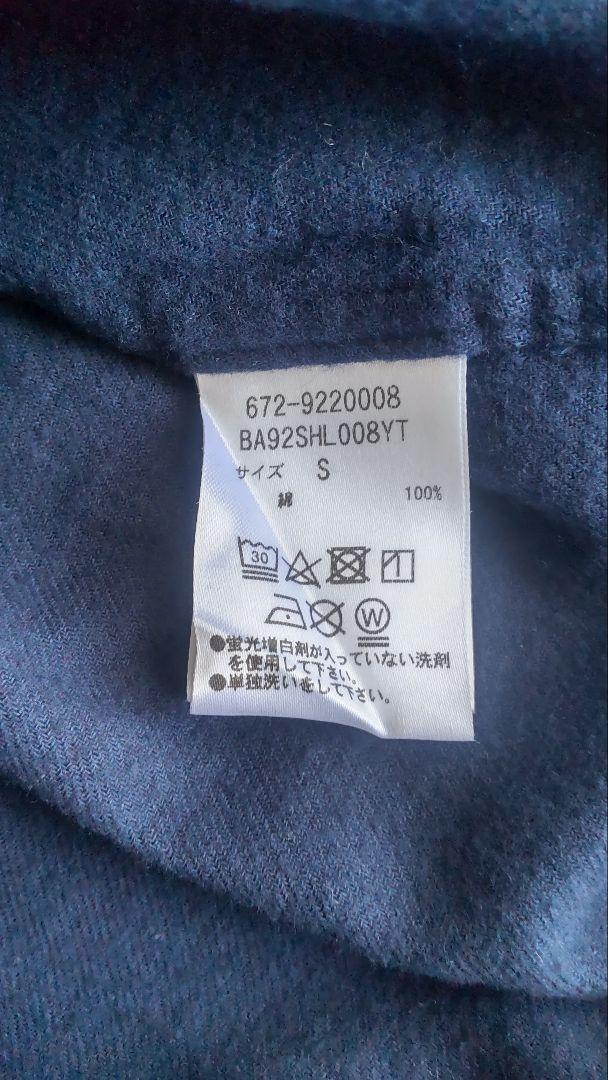 672-9220008
BA92SHL008YT
サイズ S
綿 100%
30
W
●蛍光増白剤が入っていない洗剤
を使用して下さい。
●単独洗いをして下さい。